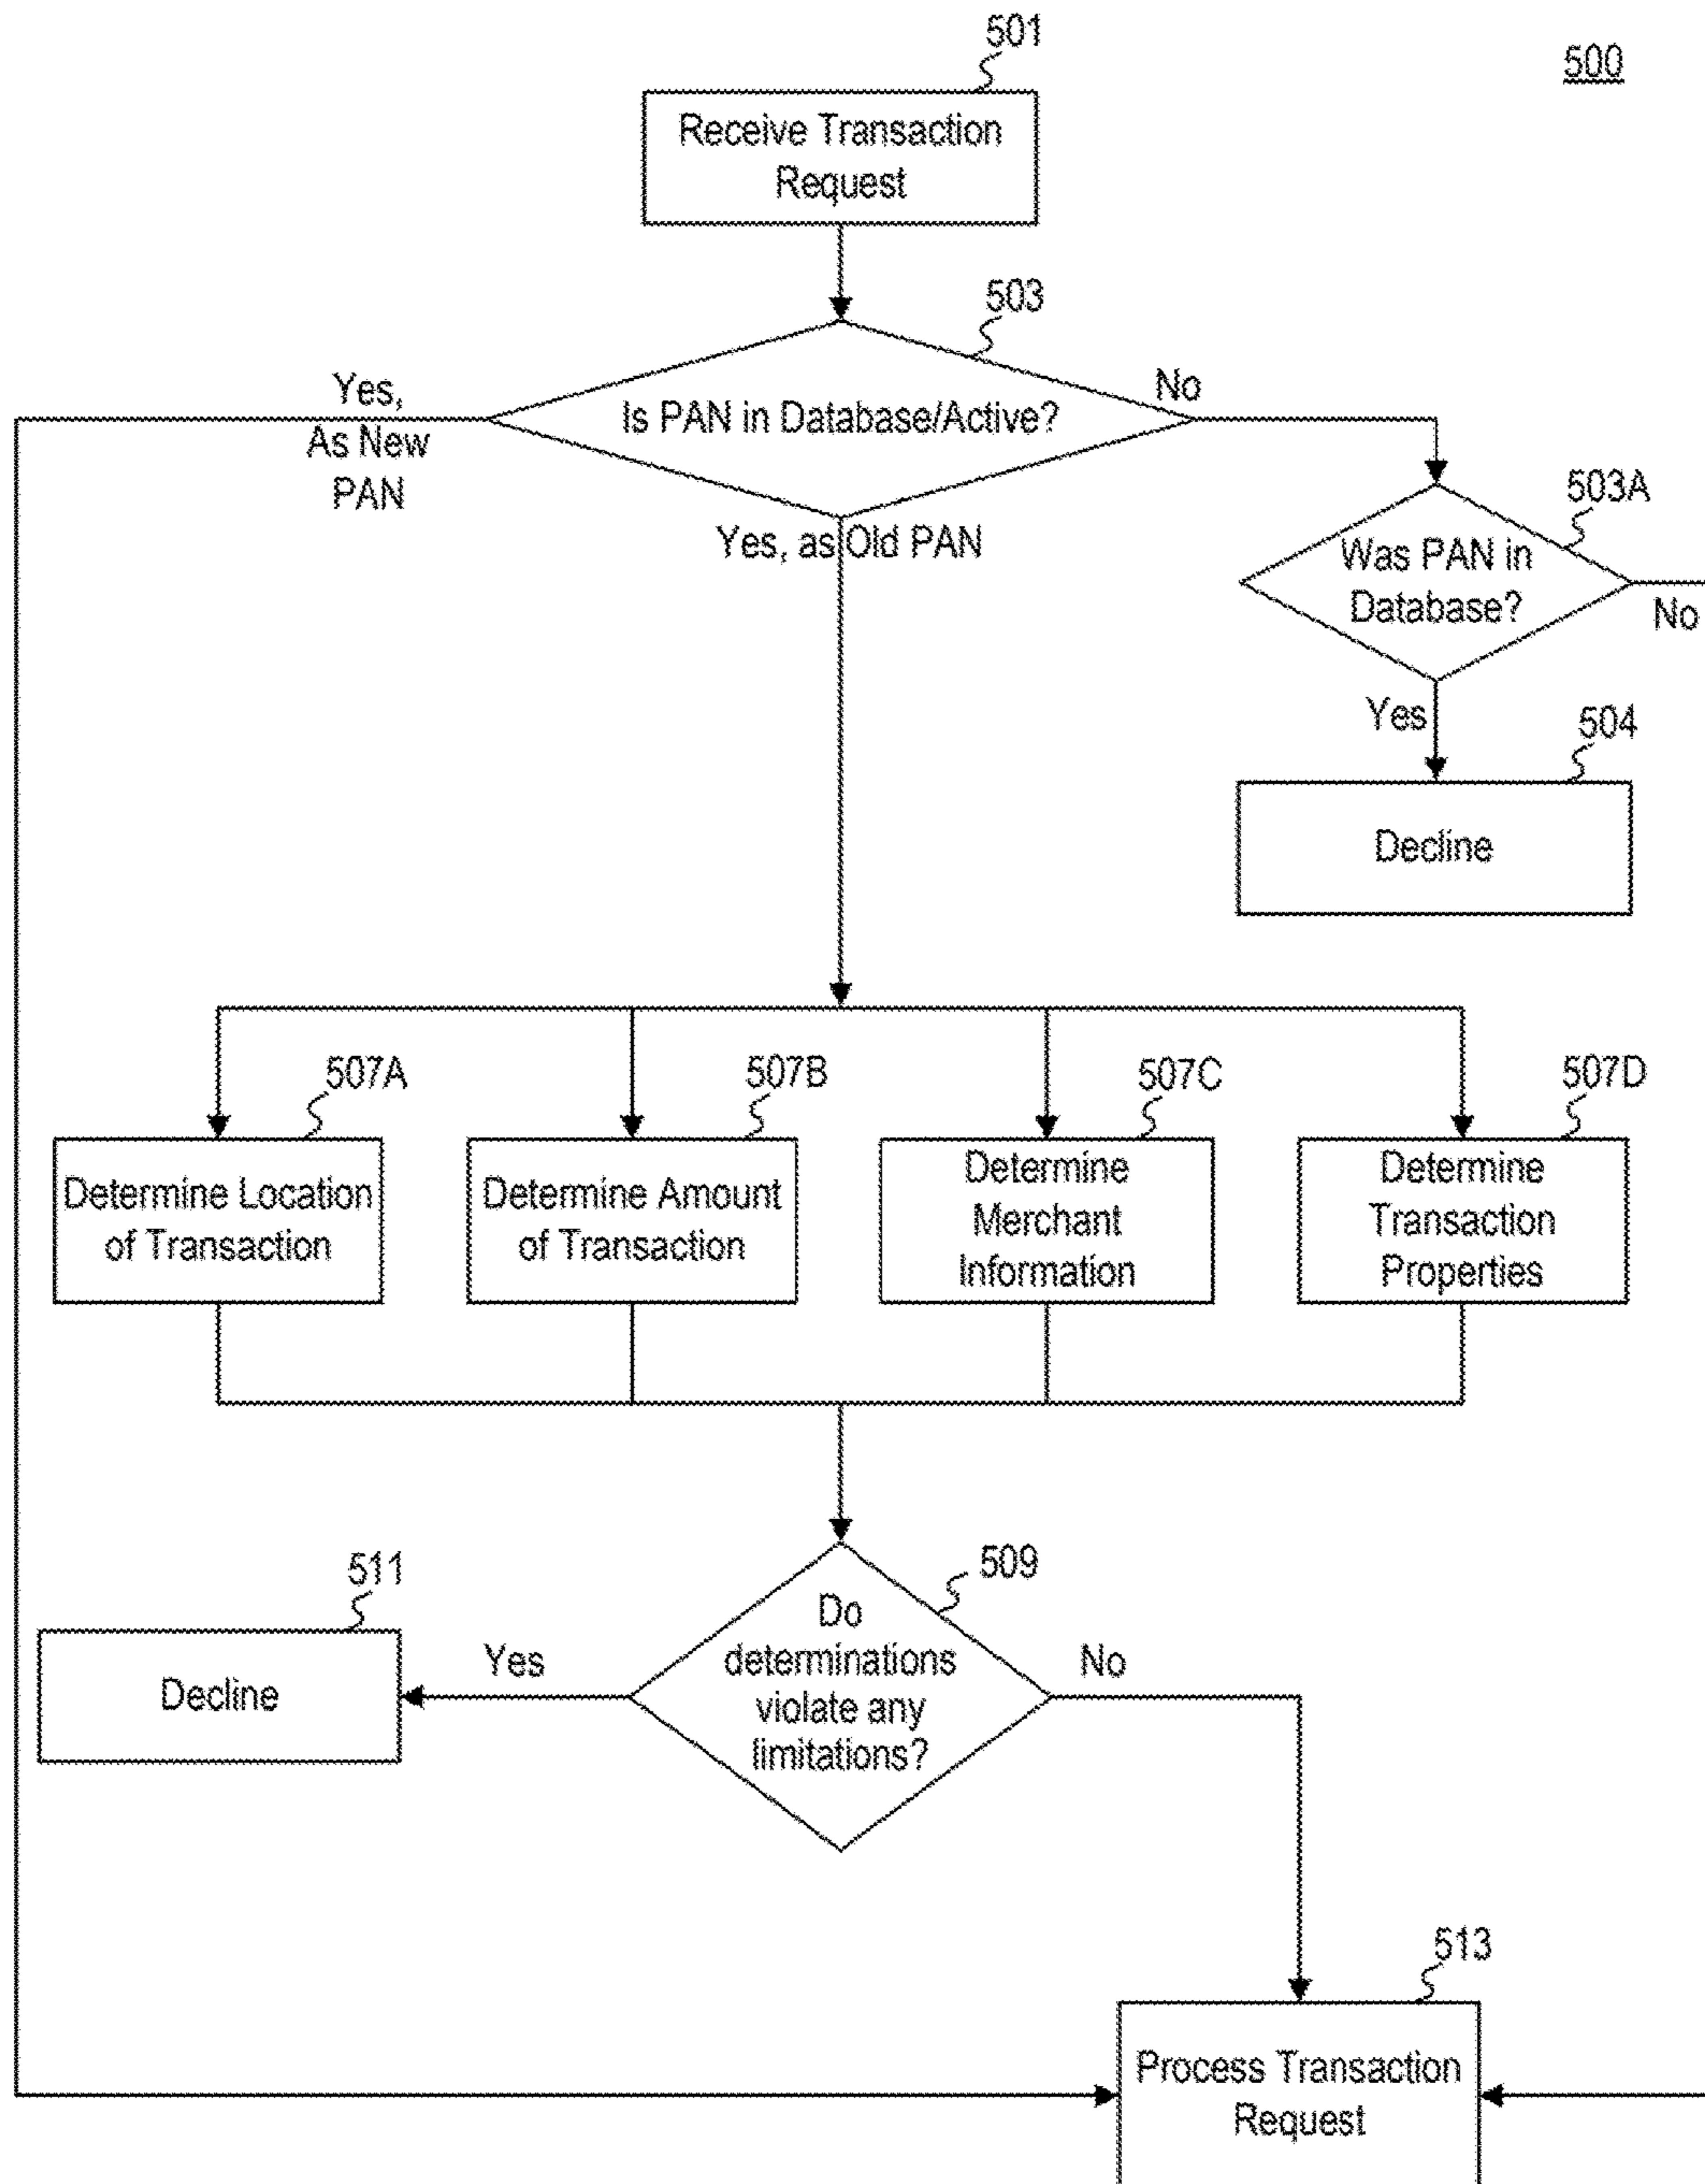 501
500
Receive Transaction
Request
503
Yes,
As New
PAN
Is PAN in Database/Active?
No
503A
Yes, as Old PAN
Was PAN in
Database?
No
Yes
504
Decline
507A
507B
507C
507D
Determine Location
of Transaction
Determine Amount
of Transaction
Determine
Merchant
Information
Determine
Transaction
Properties
511
509
Decline
Yes
Do
determinations
violate any
limitations?
No
513
Process Transaction
Request